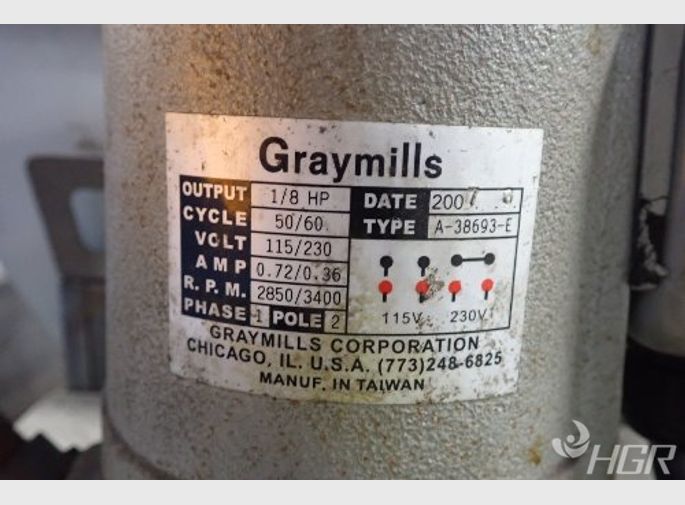 Graymills
OUTPUT 1/8 HP
CYCLE 50/60
VOLT 115/230
AMP 0.72/0.36
R.P.M. 2850/3400
PHASE 1 POLE 2
DATE 2007
TYPE A-38693-E
115V 230V
GRAYMILLS CORPORATION
CHICAGO, IL. U.S.A. (773)248-6825
MANUF. IN TAIWAN
HGR